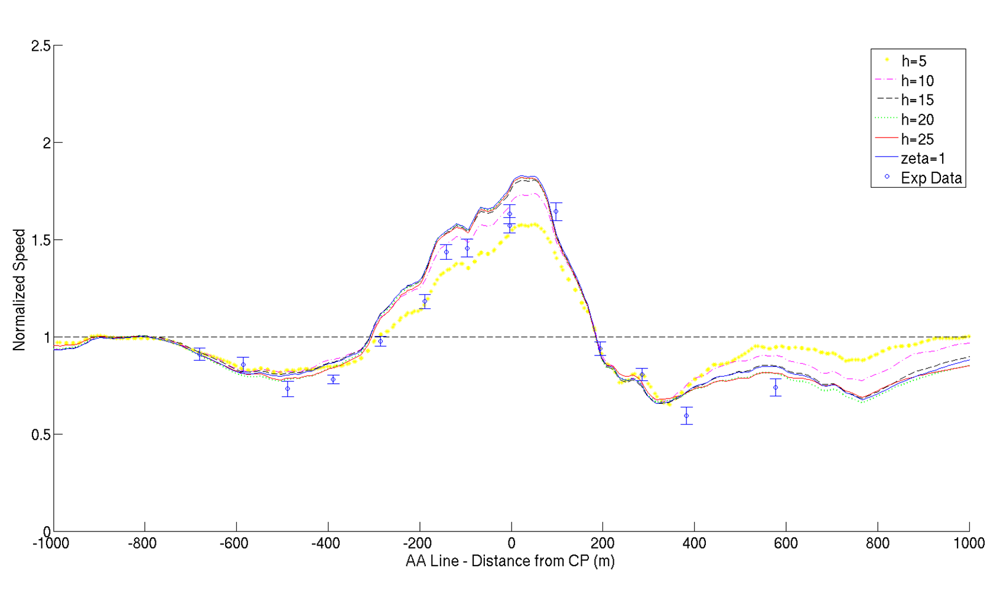 2.5
2
1.5
1
0.5
0
Normalized Speed
-1000 -800 -600 -400 -200 0 200 400 600 800 1000
AA Line - Distance from CP (m)
h=5
h=10
h=15
h=20
h=25
zeta=1
Exp Data